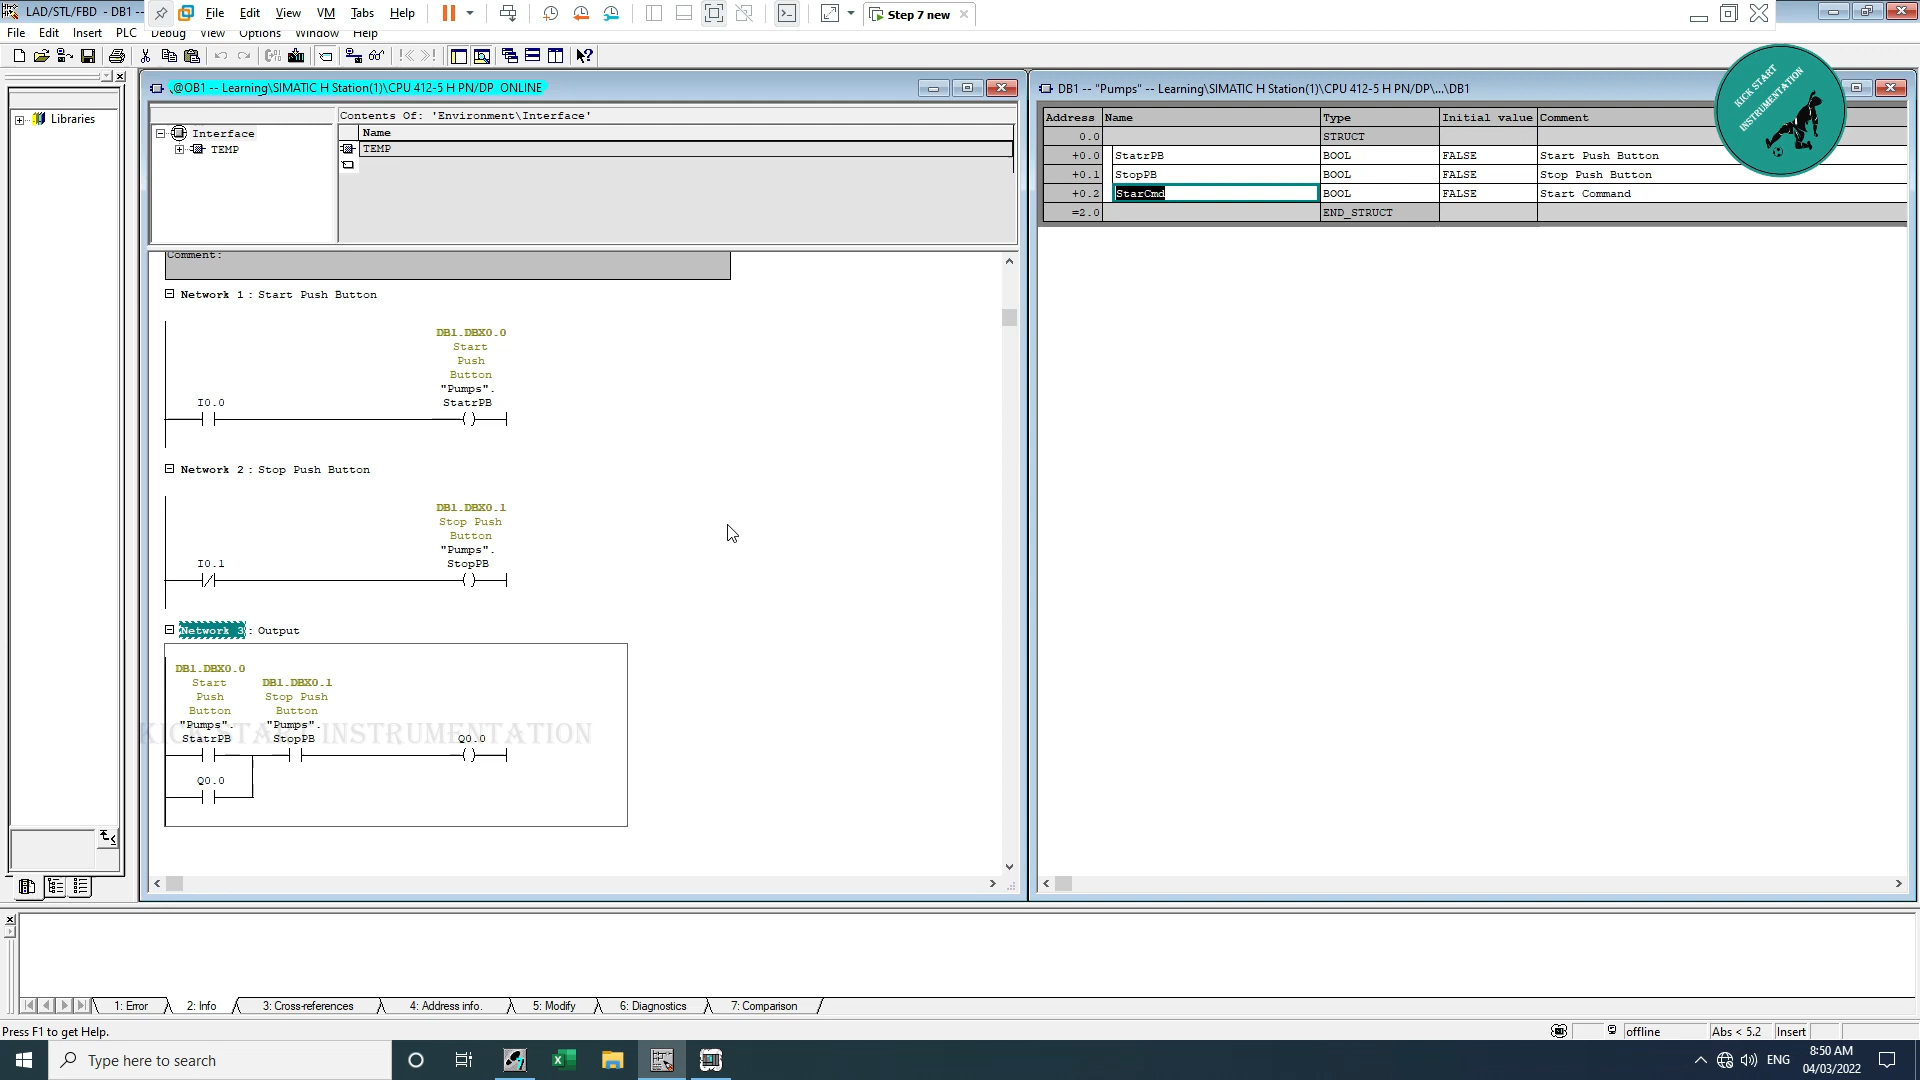 LAD/STL/FBD - DB1 --
File Edit View VM Tabs Help
Step 7 new
File Edit Insert PLC Debug View Options Window Help
Libraries
@OB1 -- Learning\SIMATIC H Station(1)\CPU 412-5 H PN/DP ONLINE
Contents Of: 'Environment\Interface'
Interface
TEMP
Name
TEMP
Comment:
Network 1 : Start Push Button
DB1.DBX0.0
Start
Push
Button
"Pumps".
I0.0 StatrPB
Network 2 : Stop Push Button
DB1.DBX0.1
Stop Push
Button
"Pumps".
I0.1 StopPB
Network 3 : Output
DB1.DBX0.0
Start DB1.DBX0.1
Push Stop Push
Button Button
"Pumps". "Pumps".
StatrPB StopPB Q0.0
Q0.0
KICK START INSTRUMENTATION
DB1 -- "Pumps" -- Learning\SIMATIC H Station(1)\CPU 412-5 H PN/DP\...\DB1
Address Name Type Initial value Comment
0.0 STRUCT
+0.0 StatrPB BOOL FALSE Start Push Button
+0.1 StopPB BOOL FALSE Stop Push Button
+0.2 StarCmd BOOL FALSE Start Command
=2.0 END_STRUCT
KICK START
INSTRUMENTATION
1: Error 2: Info 3: Cross-references 4: Address info. 5: Modify 6: Diagnostics 7: Comparison
Press F1 to get Help. offline Abs < 5.2 Insert
Type here to search
ENG
8:50 AM
04/03/2022